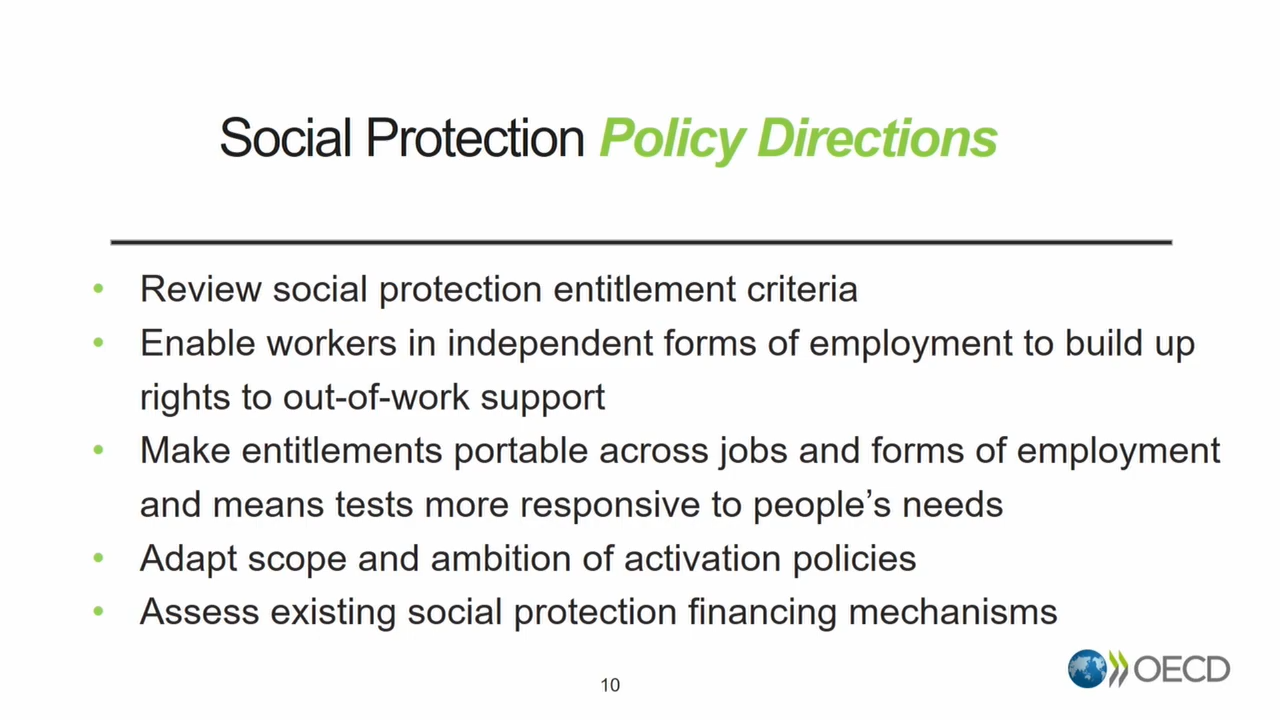 Social Protection Policy Directions
• Review social protection entitlement criteria
• Enable workers in independent forms of employment to build up
rights to out-of-work support
• Make entitlements portable across jobs and forms of employment
and means tests more responsive to people’s needs
• Adapt scope and ambition of activation policies
• Assess existing social protection financing mechanisms
OECD
10